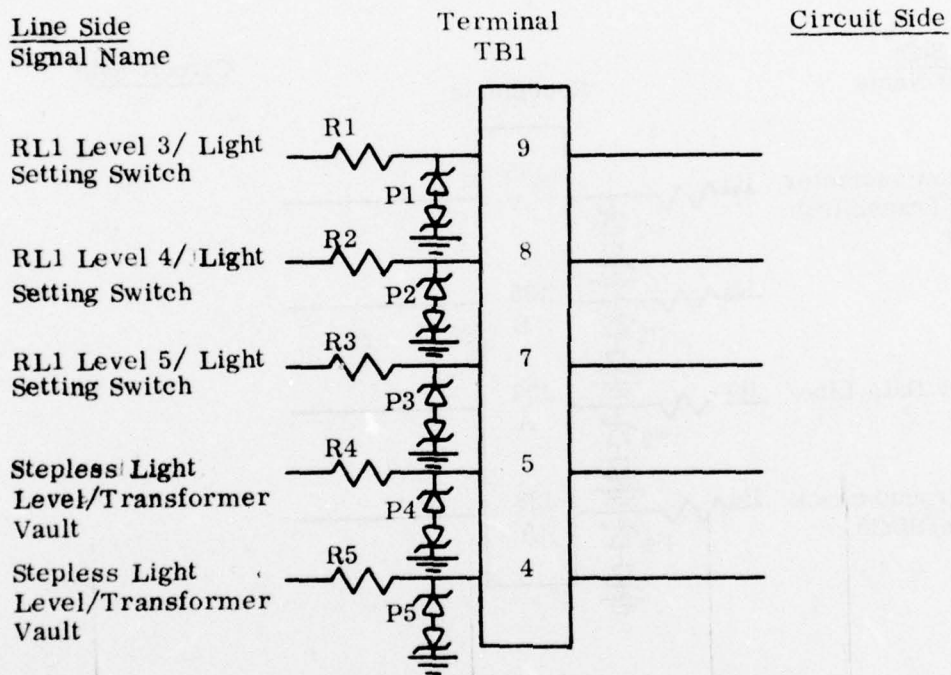 Line Side
Signal Name
Terminal
TB1
Circuit Side
RL1 Level 3/ Light
Setting Switch
R1
P1
9
RL1 Level 4/ Light
Setting Switch
R2
P2
8
RL1 Level 5/ Light
Setting Switch
R3
P3
7
Stepless Light
Level/Transformer
Vault
R4
P4
5
Stepless Light
Level/Transformer
Vault
R5
P5
4